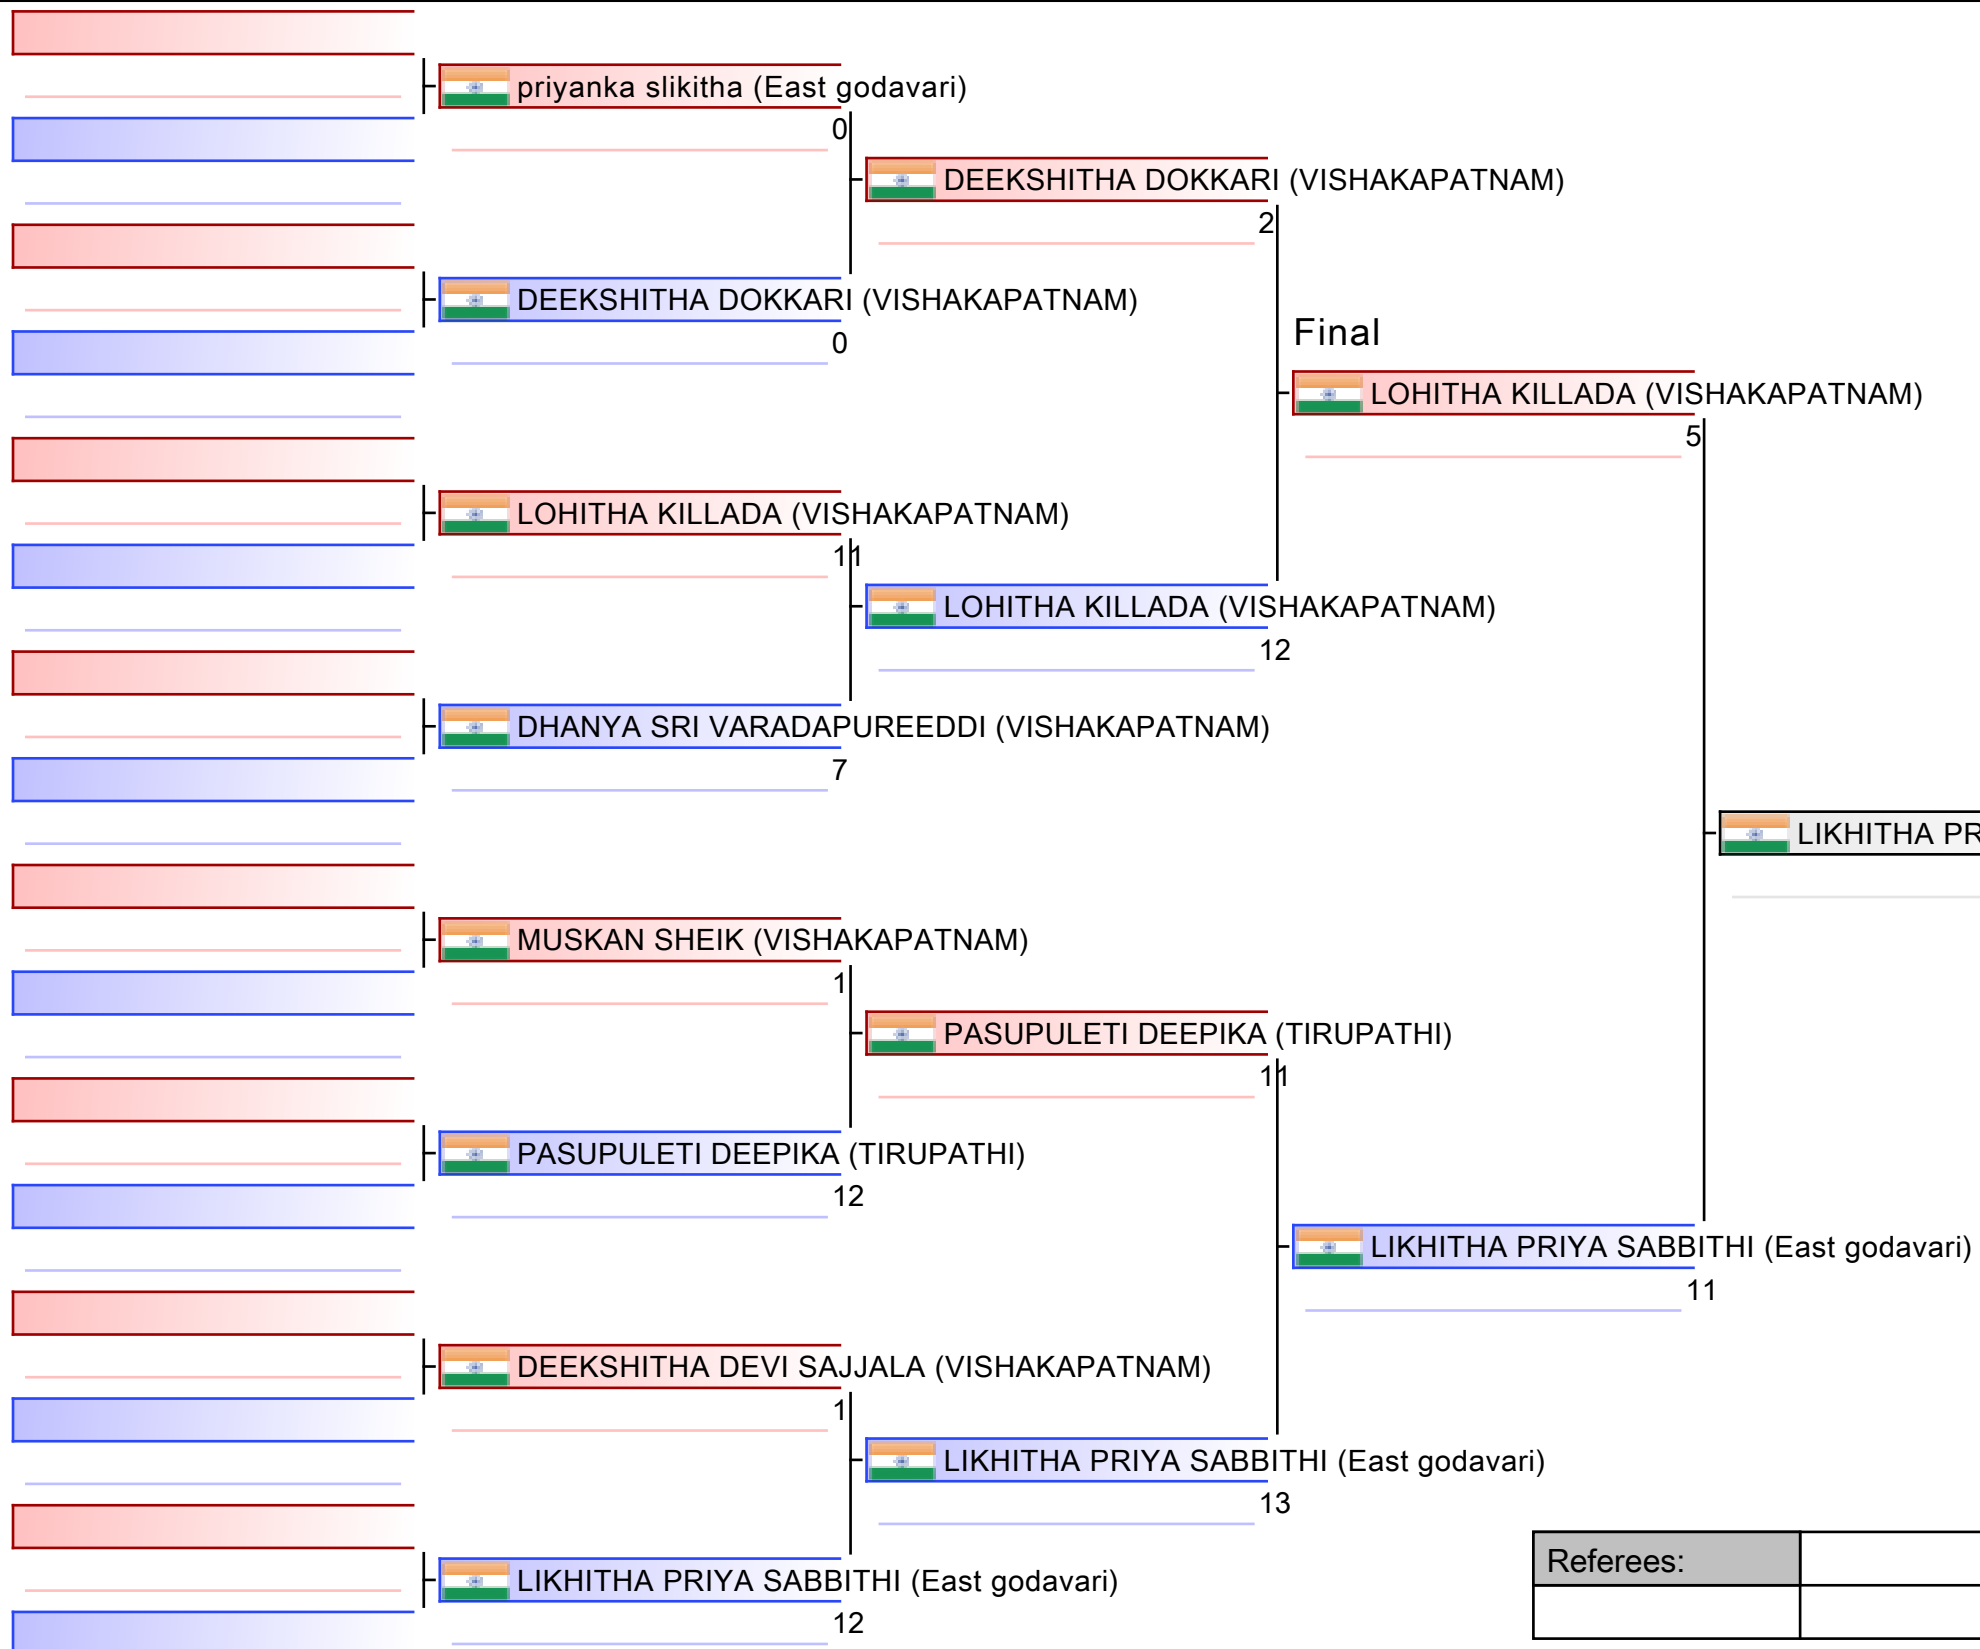 priyanka slikitha (East godavari)
0
DEEKSHITHA DOKKARI (VISHAKAPATNAM)
2
DEEKSHITHA DOKKARI (VISHAKAPATNAM)
0
Final
LOHITHA KILLADA (VISHAKAPATNAM)
5
LOHITHA KILLADA (VISHAKAPATNAM)
11
LOHITHA KILLADA (VISHAKAPATNAM)
12
DHANYA SRI VARADAPUREEDDI (VISHAKAPATNAM)
7
LIKHITHA PR
MUSKAN SHEIK (VISHAKAPATNAM)
1
PASUPULETI DEEPIKA (TIRUPATHI)
11
PASUPULETI DEEPIKA (TIRUPATHI)
12
LIKHITHA PRIYA SABBITHI (East godavari)
11
DEEKSHITHA DEVI SAJJALA (VISHAKAPATNAM)
1
LIKHITHA PRIYA SABBITHI (East godavari)
13
Referees:
LIKHITHA PRIYA SABBITHI (East godavari)
12